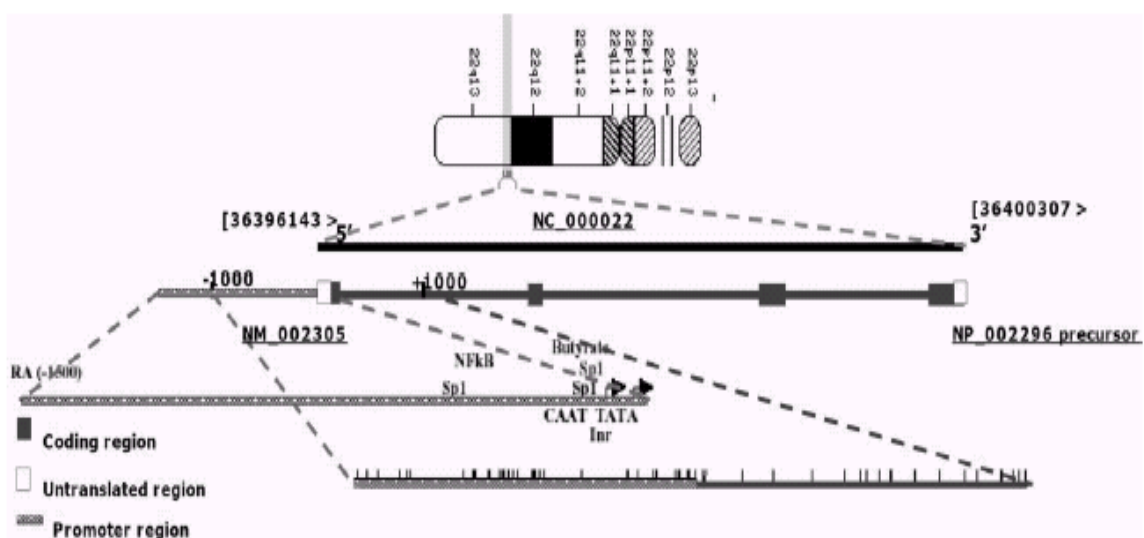 22q13
22q12
22q11+2
22q11+1
22p11+1
22p11+2
22p12
22p13
[36396143 >
[36400307 >
5'
NC_000022
3'
-1000
+1000
NM_002305
NP_002296 precursor
Butyrate
NFkB
Sp1
RA (-1500)
Sp1
Sp1
CAAT TATA
Inr
Coding region
Untranslated region
Promoter region